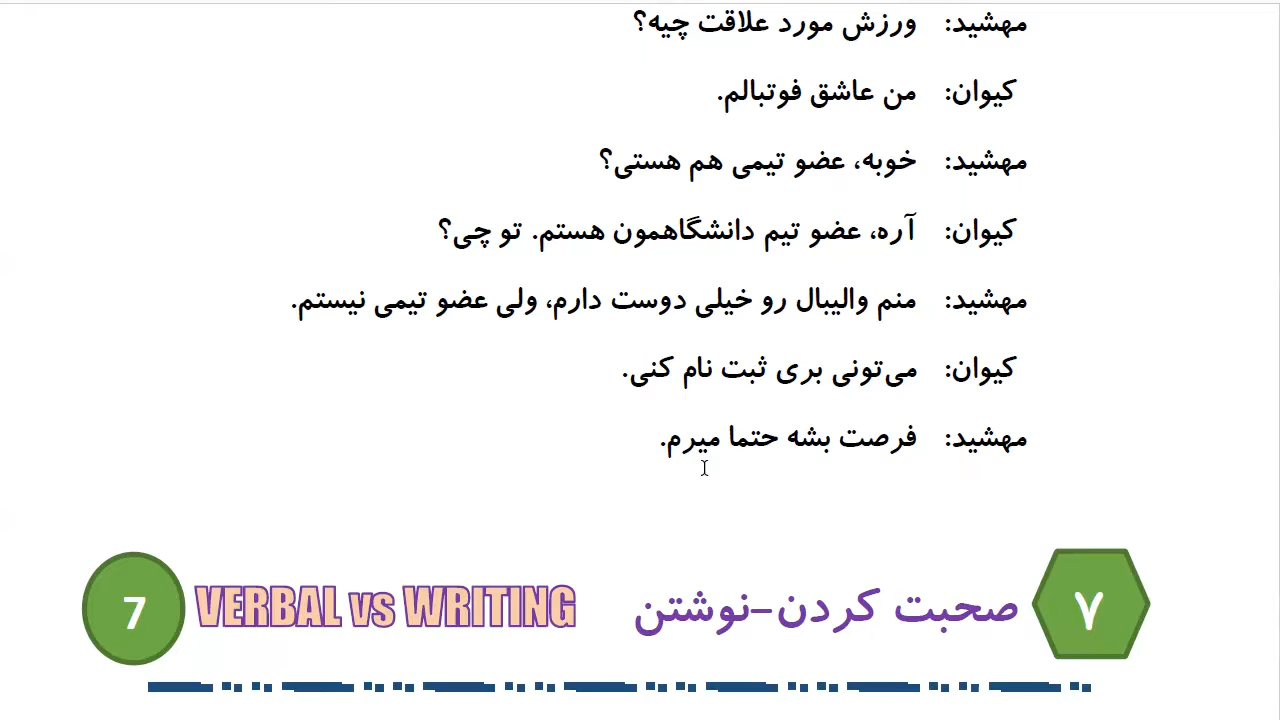 مهشید: ورزش مورد علاقت چیه؟
کیوان: من عاشق فوتبالم.
مهشید: خوبه، عضو تیمی هم هستی؟
کیوان: آره، عضو تیم دانشگاهمون هستم. تو چی؟
مهشید: منم والیبال رو خیلی دوست دارم، ولی عضو تیمی نیستم.
کیوان: می‌تونی بری ثبت نام کنی.
مهشید: فرصت بشه حتما میرم.
۷ صحبت کردن-نوشتن VERBAL vs WRITING 7